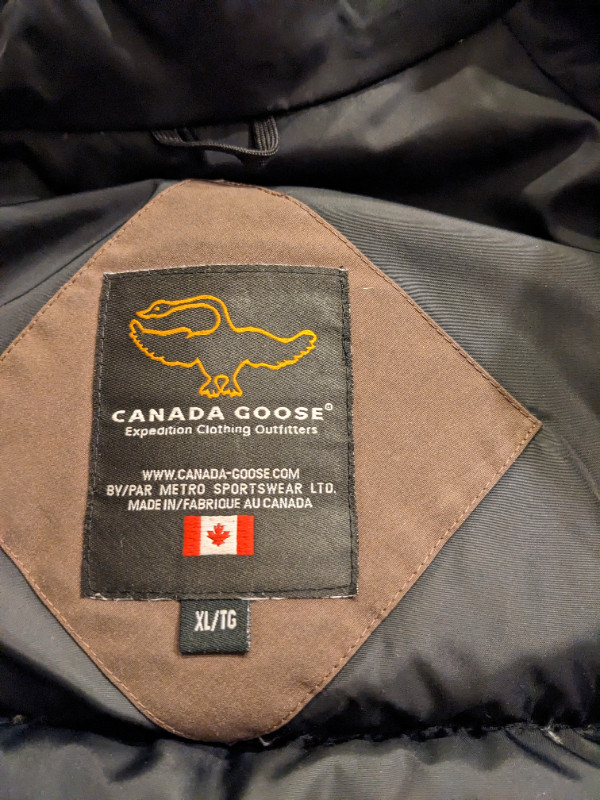 CANADA GOOSE®
Expedition Clothing Outfitters
WWW.CANADA-GOOSE.COM
BY/PAR METRO SPORTSWEAR LTD.
MADE IN/FABRIQUE AU CANADA
XL/TG